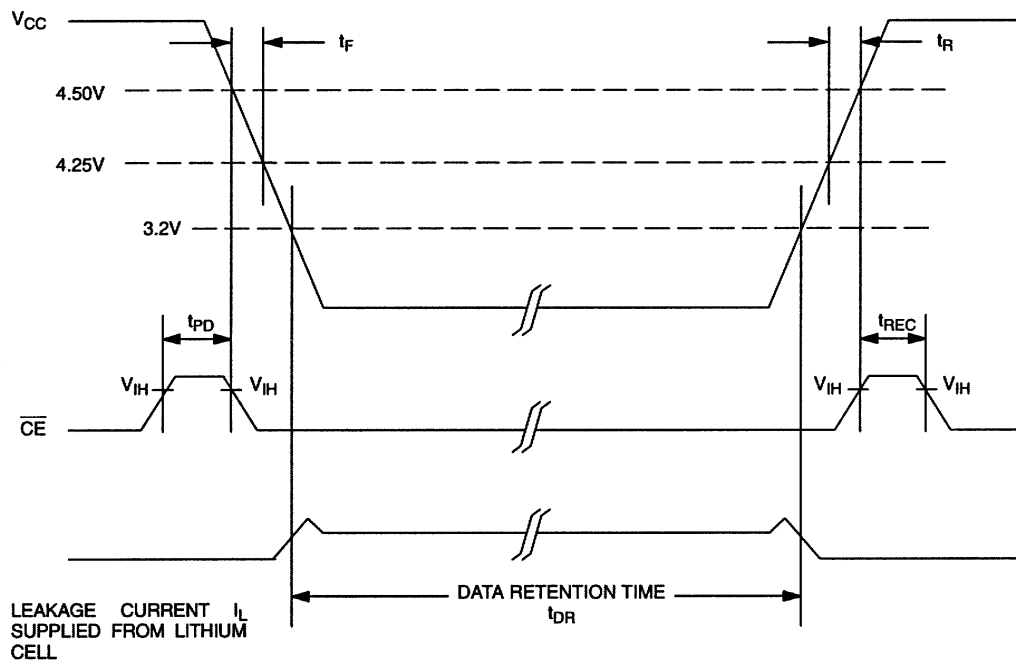 VCC
tF
tR
4.50V
4.25V
3.2V
tPD
tREC
VIH
VIH
VIH
VIH
CE
DATA RETENTION TIME
tDR
LEAKAGE CURRENT IL
SUPPLIED FROM LITHIUM
CELL